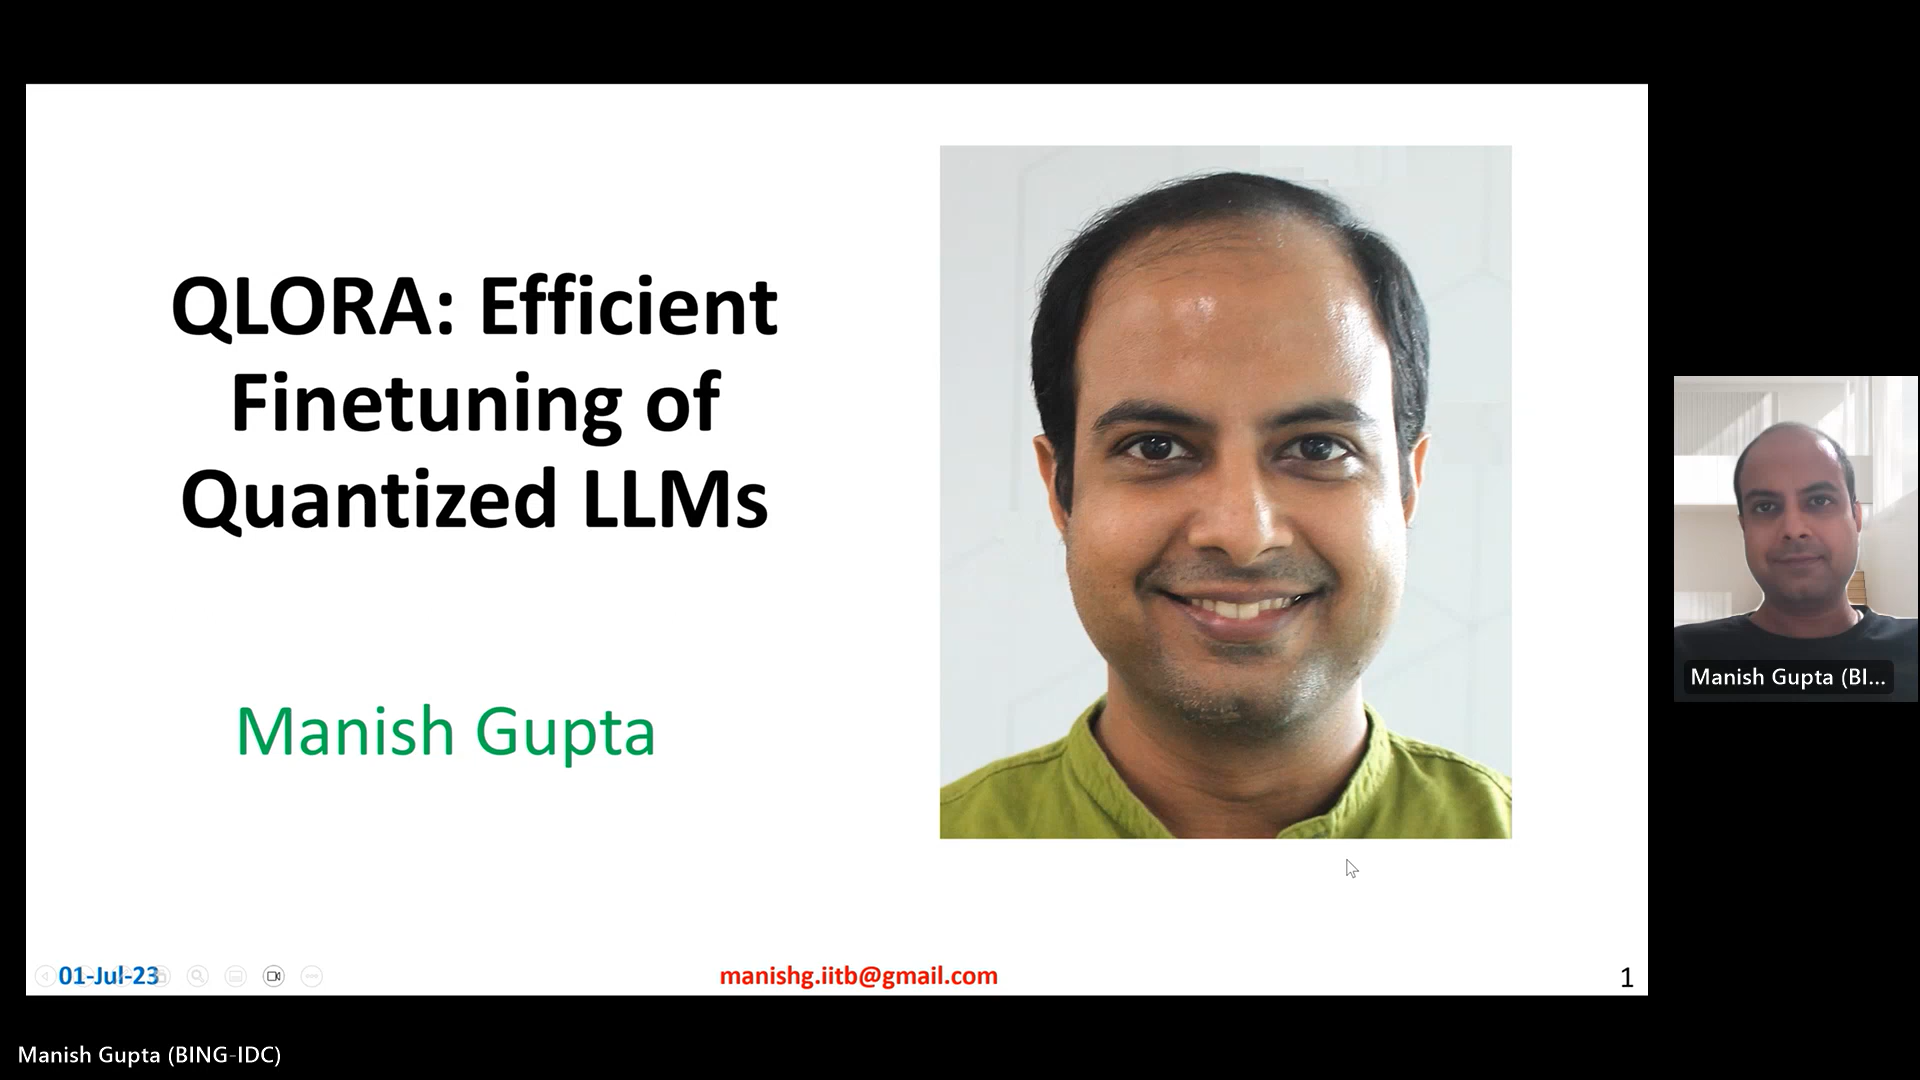 QLORA: Efficient
Finetuning of
Quantized LLMs
Manish Gupta
01-Jul-23
manishg.iitb@gmail.com
1
Manish Gupta (BI...
Manish Gupta (BING-IDC)